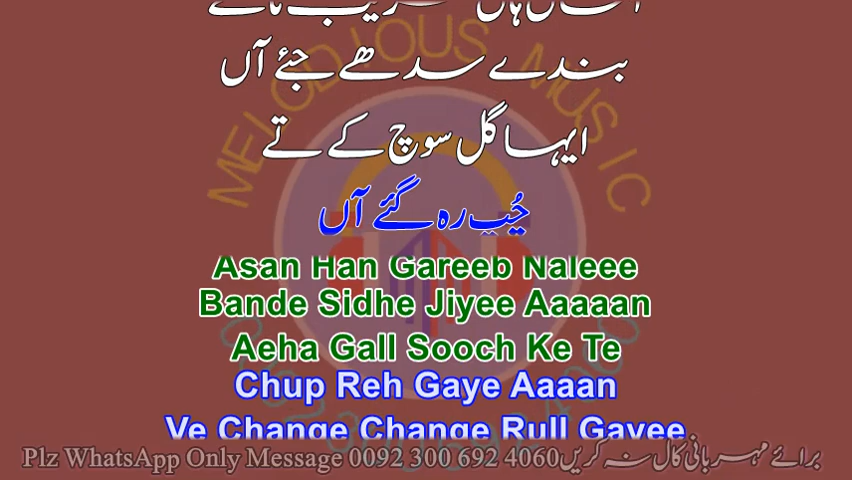 بندے سدھے جئے آں
ایہا گل سوچ کے تے
چُپ رہ گئے آں
Asan Han Gareeb Naleee
Bande Sidhe Jiyee Aaaaan
Aeha Gall Sooch Ke Te
Chup Reh Gaye Aaaan
Ve Change Change Rull Gayee
Plz WhatsApp Only Message 0092 300 692 4060 برائے مہربانی کال نہ کریں
MELODIOUS MUSIC